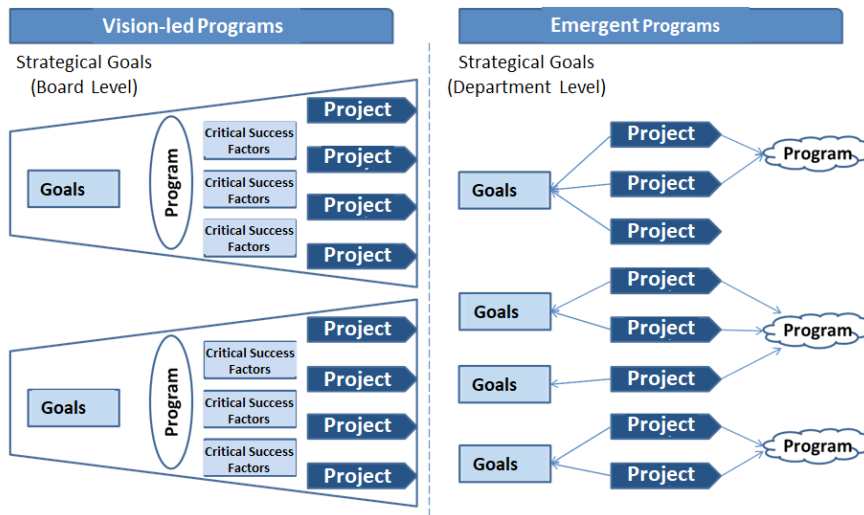 Vision-led Programs
Strategical Goals
(Board Level)
Goals
Program
Critical Success
Factors
Critical Success
Factors
Critical Success
Factors
Project
Project
Project
Project
Goals
Program
Critical Success
Factors
Critical Success
Factors
Critical Success
Factors
Project
Project
Project
Project
Emergent Programs
Strategical Goals
(Department Level)
Goals
Project
Project
Project
Program
Goals
Project
Project
Goals
Project
Program
Goals
Project
Project
Program